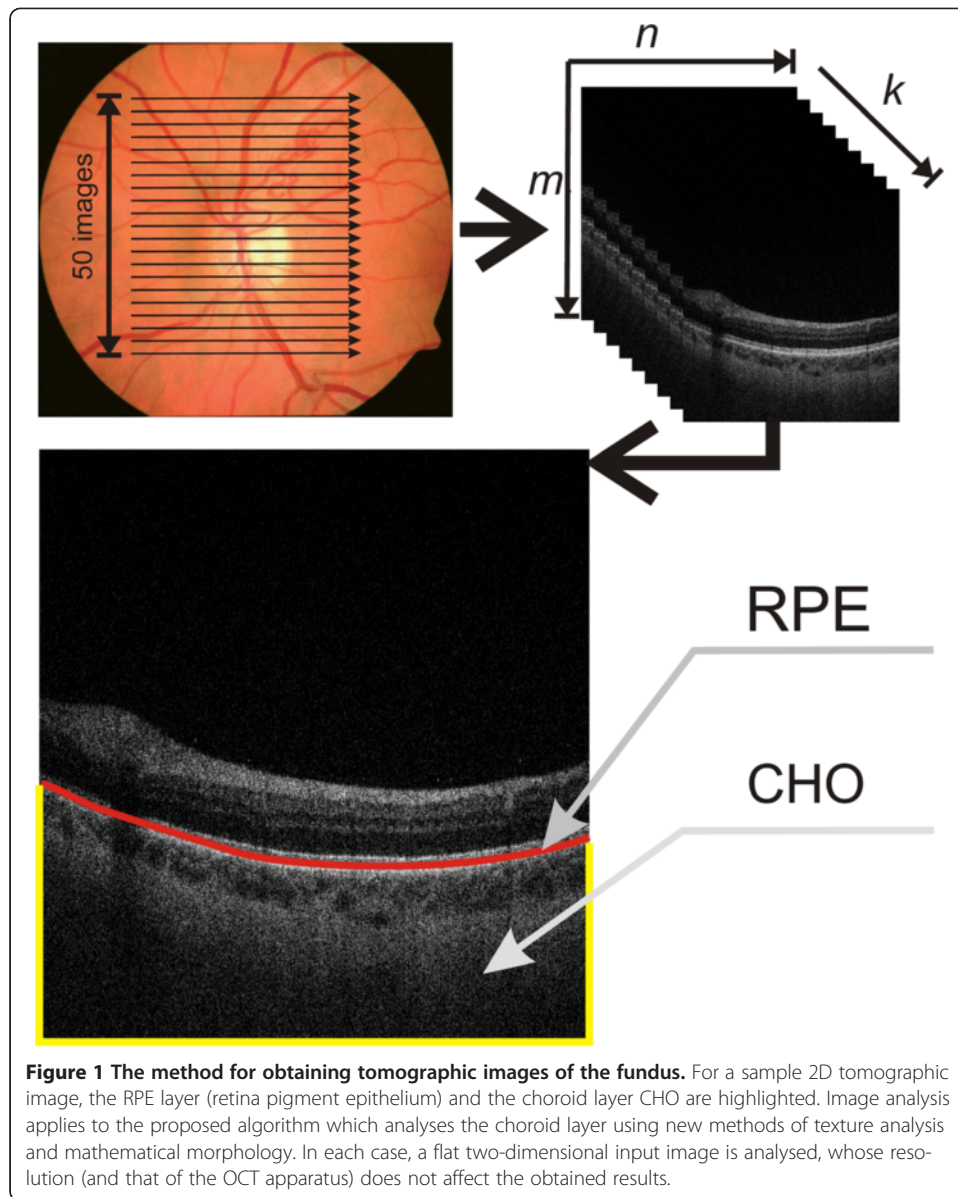 50 images
n
k
m
RPE
CHO
Figure 1 The method for obtaining tomographic images of the fundus. For a sample 2D tomographic
image, the RPE layer (retina pigment epithelium) and the choroid layer CHO are highlighted. Image analysis
applies to the proposed algorithm which analyses the choroid layer using new methods of texture analysis
and mathematical morphology. In each case, a flat two-dimensional input image is analysed, whose reso-
lution (and that of the OCT apparatus) does not affect the obtained results.